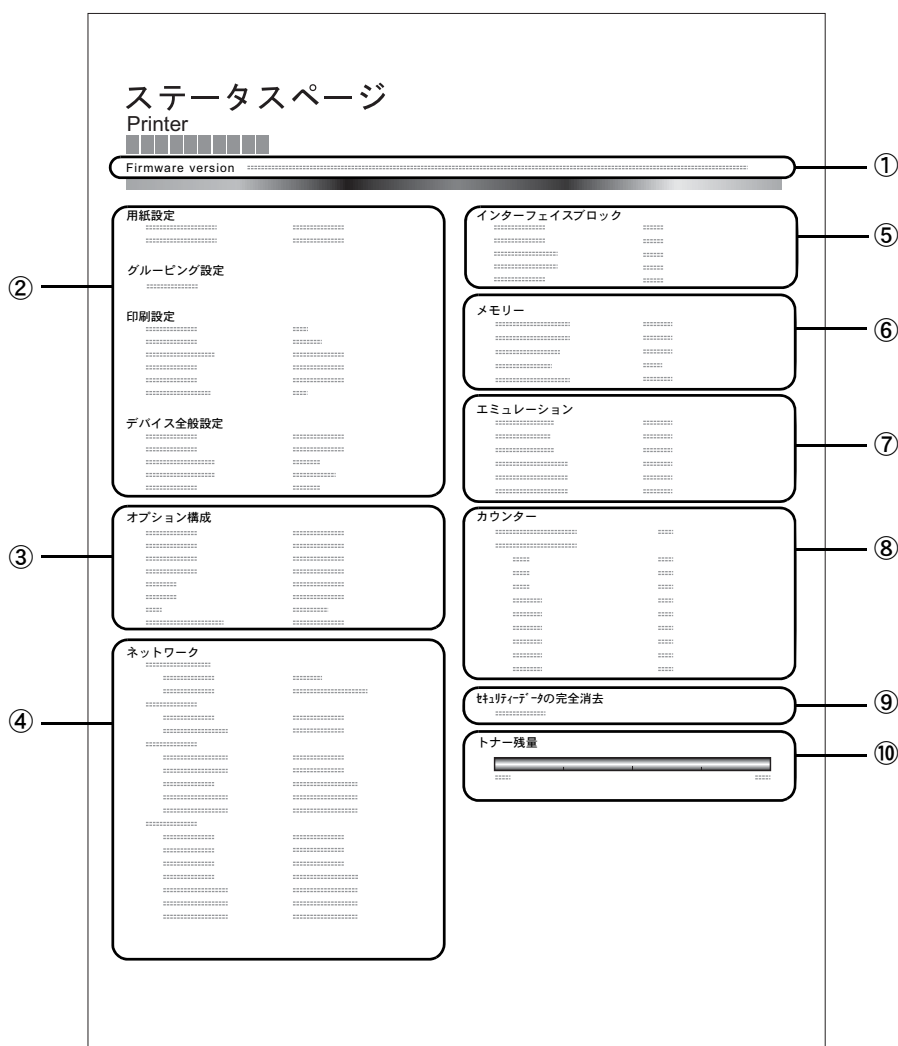 ステータスページ
Printer
Firmware version
①
用紙設定
グルーピング設定
印刷設定
デバイス全般設定
②
オプション構成
③
ネットワーク
④
インターフェイスブロック
⑤
メモリー
⑥
エミュレーション
⑦
カウンター
⑧
ｾｷｭﾘﾃｨｰﾃﾞｰﾀの完全消去
⑨
トナー残量
⑩